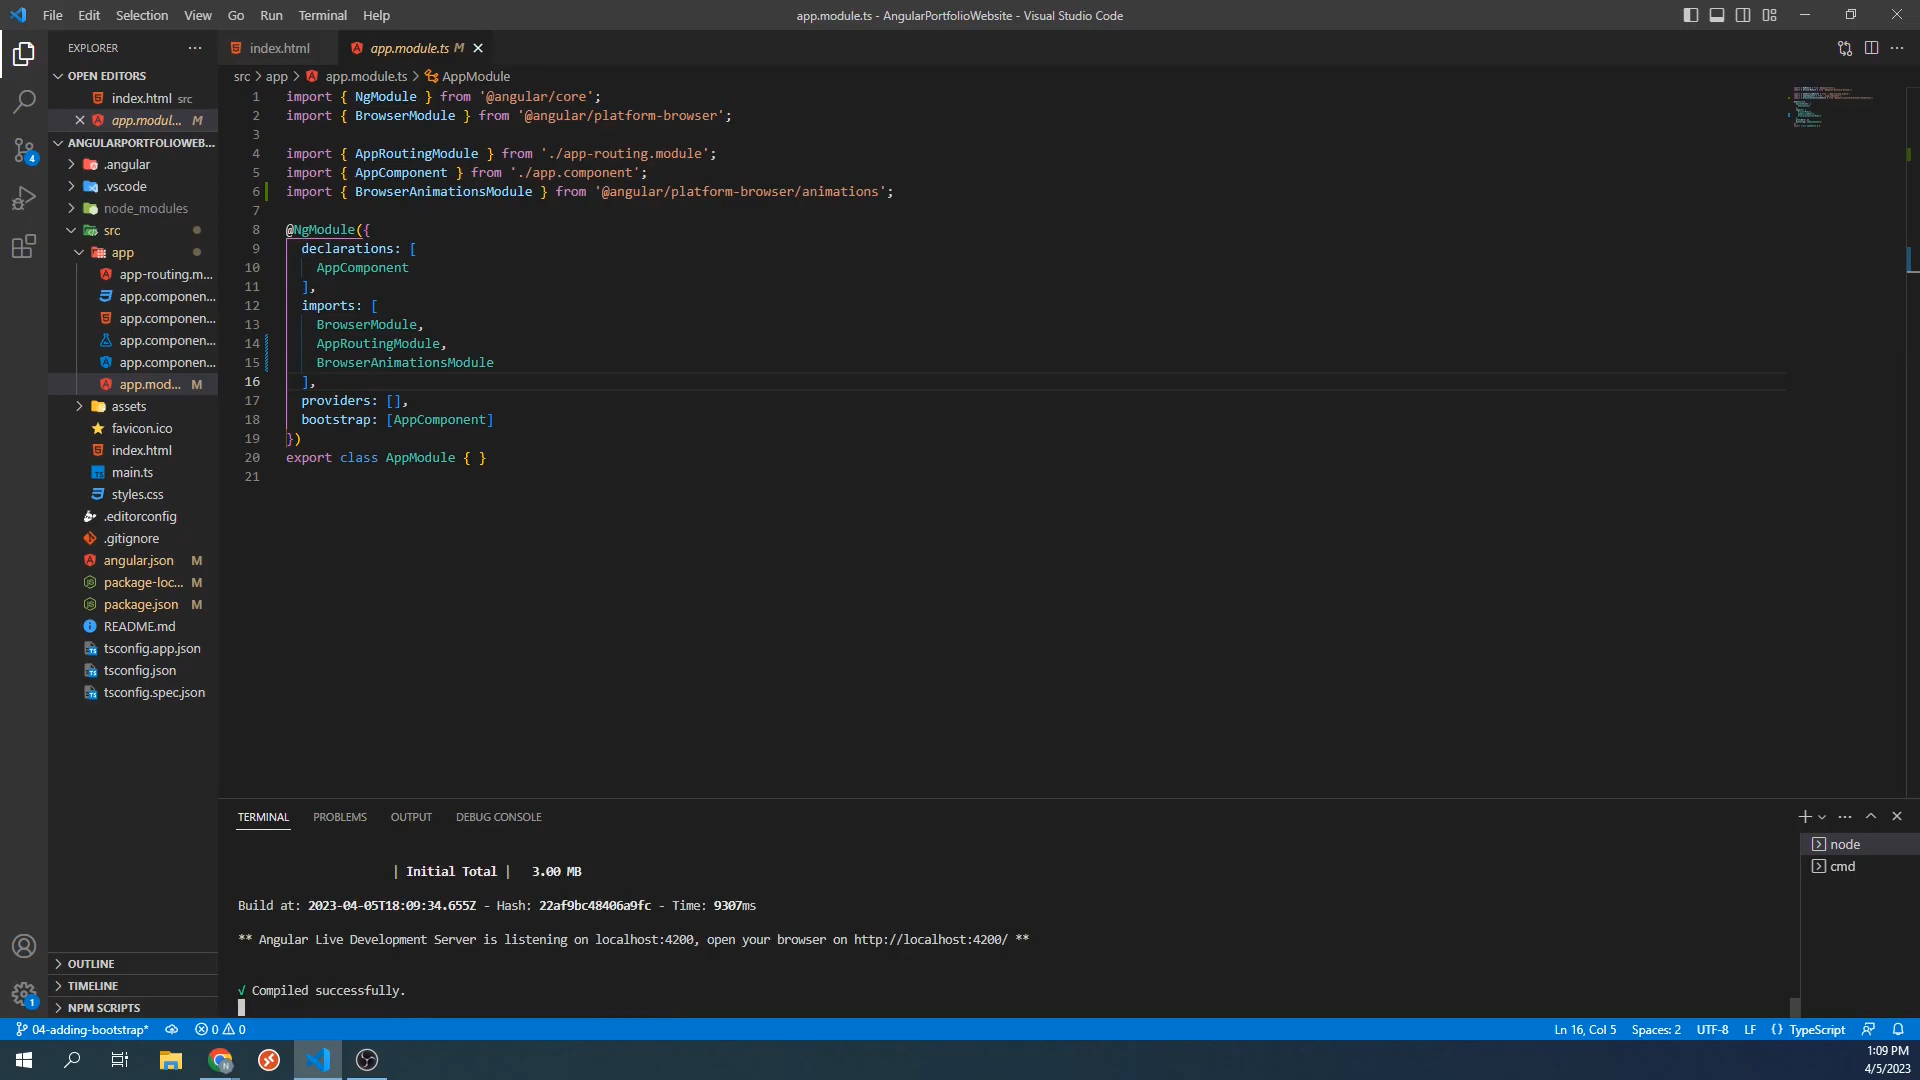 File Edit Selection View Go Run Terminal Help
app.module.ts - AngularPortfolioWebsite - Visual Studio Code
EXPLORER
OPEN EDITORS
index.html src
app.modul... M
ANGULARPORTFOLIOWEB...
.angular
.vscode
node_modules
src
app
app-routing.m...
app.componen...
app.componen...
app.componen...
app.componen...
app.mod... M
assets
favicon.ico
index.html
main.ts
styles.css
.editorconfig
.gitignore
angular.json M
package-loc... M
package.json M
README.md
tsconfig.app.json
tsconfig.json
tsconfig.spec.json
OUTLINE
TIMELINE
NPM SCRIPTS
4
1
index.html
app.module.ts M
src > app > app.module.ts > AppModule
1 import { NgModule } from '@angular/core';
2 import { BrowserModule } from '@angular/platform-browser';
3
4 import { AppRoutingModule } from './app-routing.module';
5 import { AppComponent } from './app.component';
6 import { BrowserAnimationsModule } from '@angular/platform-browser/animations';
7
8 @NgModule({
9 declarations: [
10 AppComponent
11 ],
12 imports: [
13 BrowserModule,
14 AppRoutingModule,
15 BrowserAnimationsModule
16 ],
17 providers: [],
18 bootstrap: [AppComponent]
19 })
20 export class AppModule { }
21
TERMINAL PROBLEMS OUTPUT DEBUG CONSOLE
| Initial Total | 3.00 MB
Build at: 2023-04-05T18:09:34.655Z - Hash: 22af9bc48406a9fc - Time: 9307ms
** Angular Live Development Server is listening on localhost:4200, open your browser on http://localhost:4200/ **
√ Compiled successfully.
node
cmd
04-adding-bootstrap* 0 0
Ln 16, Col 5 Spaces: 2 UTF-8 LF {} TypeScript
1:09 PM
4/5/2023